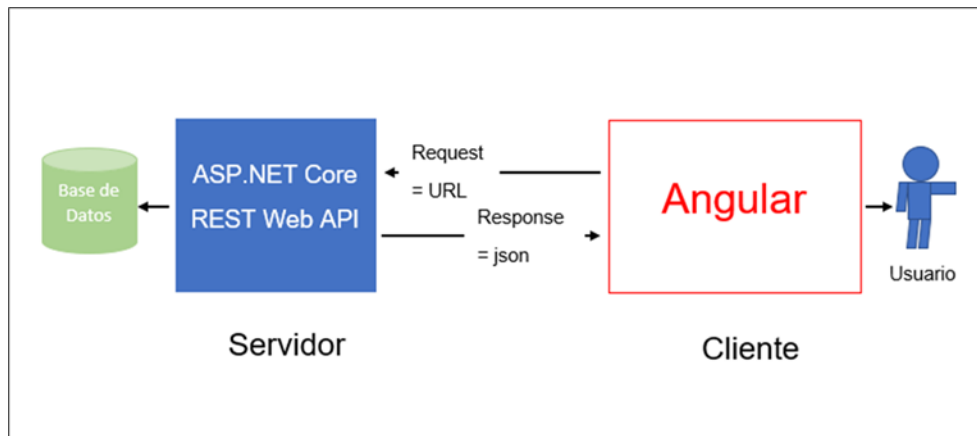 Base de
Datos
ASP.NET Core
REST Web API
Request
= URL
Response
= json
Angular
Usuario
Servidor
Cliente